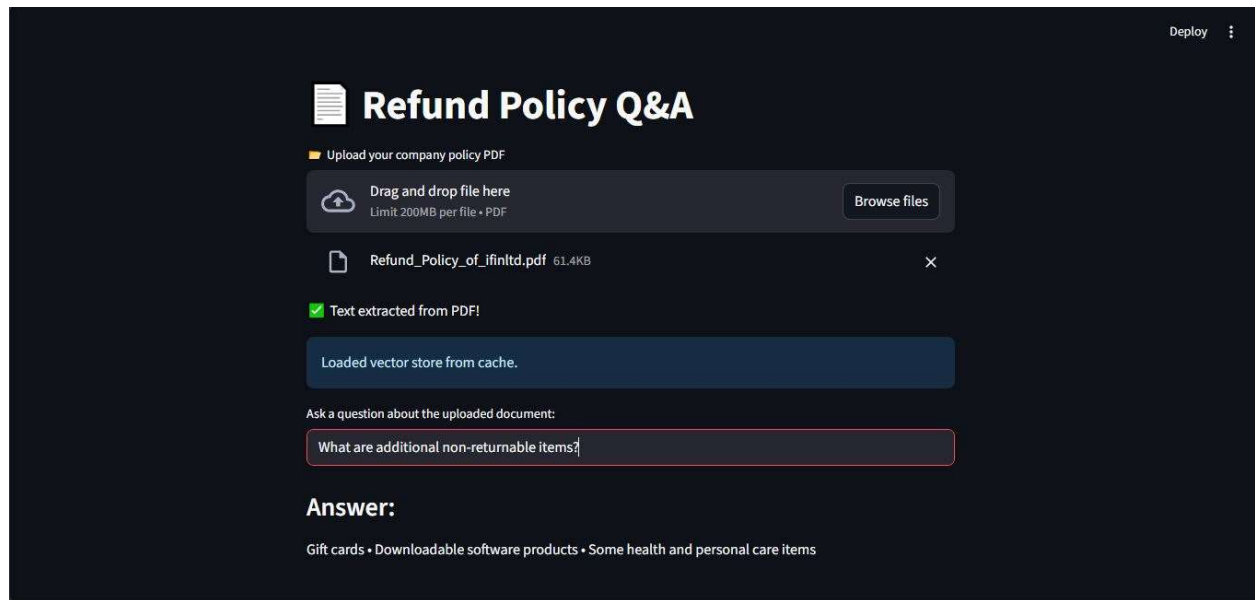 Deploy
Refund Policy Q&A
Upload your company policy PDF
Drag and drop file here
Limit 200MB per file • PDF
Browse files
Refund_Policy_of_ifinltd.pdf 61.4KB
Text extracted from PDF!
Loaded vector store from cache.
Ask a question about the uploaded document:
What are additional non-returnable items?
Answer:
Gift cards • Downloadable software products • Some health and personal care items